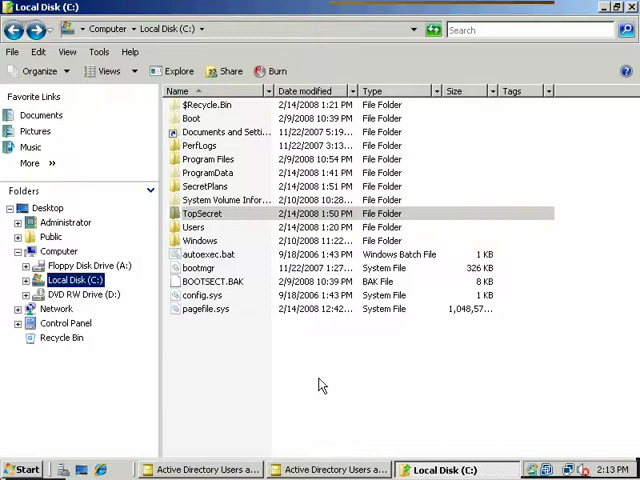 Local Disk (C:)
Computer Local Disk (C:) Search
File Edit View Tools Help
Organize Views Explore Share Burn
Favorite Links
Documents
Pictures
Music
More »
Folders
Desktop
Administrator
Public
Computer
Floppy Disk Drive (A:)
Local Disk (C:)
DVD RW Drive (D:)
Network
Control Panel
Recycle Bin
Name Date modified Type Size Tags
$Recycle.Bin 2/14/2008 1:21 PM File Folder
Boot 2/9/2008 10:39 PM File Folder
Documents and Setti... 11/22/2007 5:19... File Folder
PerfLogs 11/22/2007 3:13... File Folder
Program Files 2/9/2008 10:54 PM File Folder
ProgramData 2/14/2008 1:41 PM File Folder
SecretPlans 2/14/2008 1:51 PM File Folder
System Volume Infor... 2/10/2008 10:28... File Folder
TopSecret 2/14/2008 1:50 PM File Folder
Users 2/14/2008 1:20 PM File Folder
Windows 2/10/2008 11:22... File Folder
autoexec.bat 9/18/2006 1:43 PM Windows Batch File 1 KB
bootmgr 11/22/2007 1:27... System File 326 KB
BOOTSECT.BAK 2/9/2008 10:39 PM BAK File 8 KB
config.sys 9/18/2006 1:43 PM System File 1 KB
pagefile.sys 2/14/2008 12:42... System File 1,048,57...
Start Active Directory Users a... Active Directory Users a... Local Disk (C:) 2:13 PM